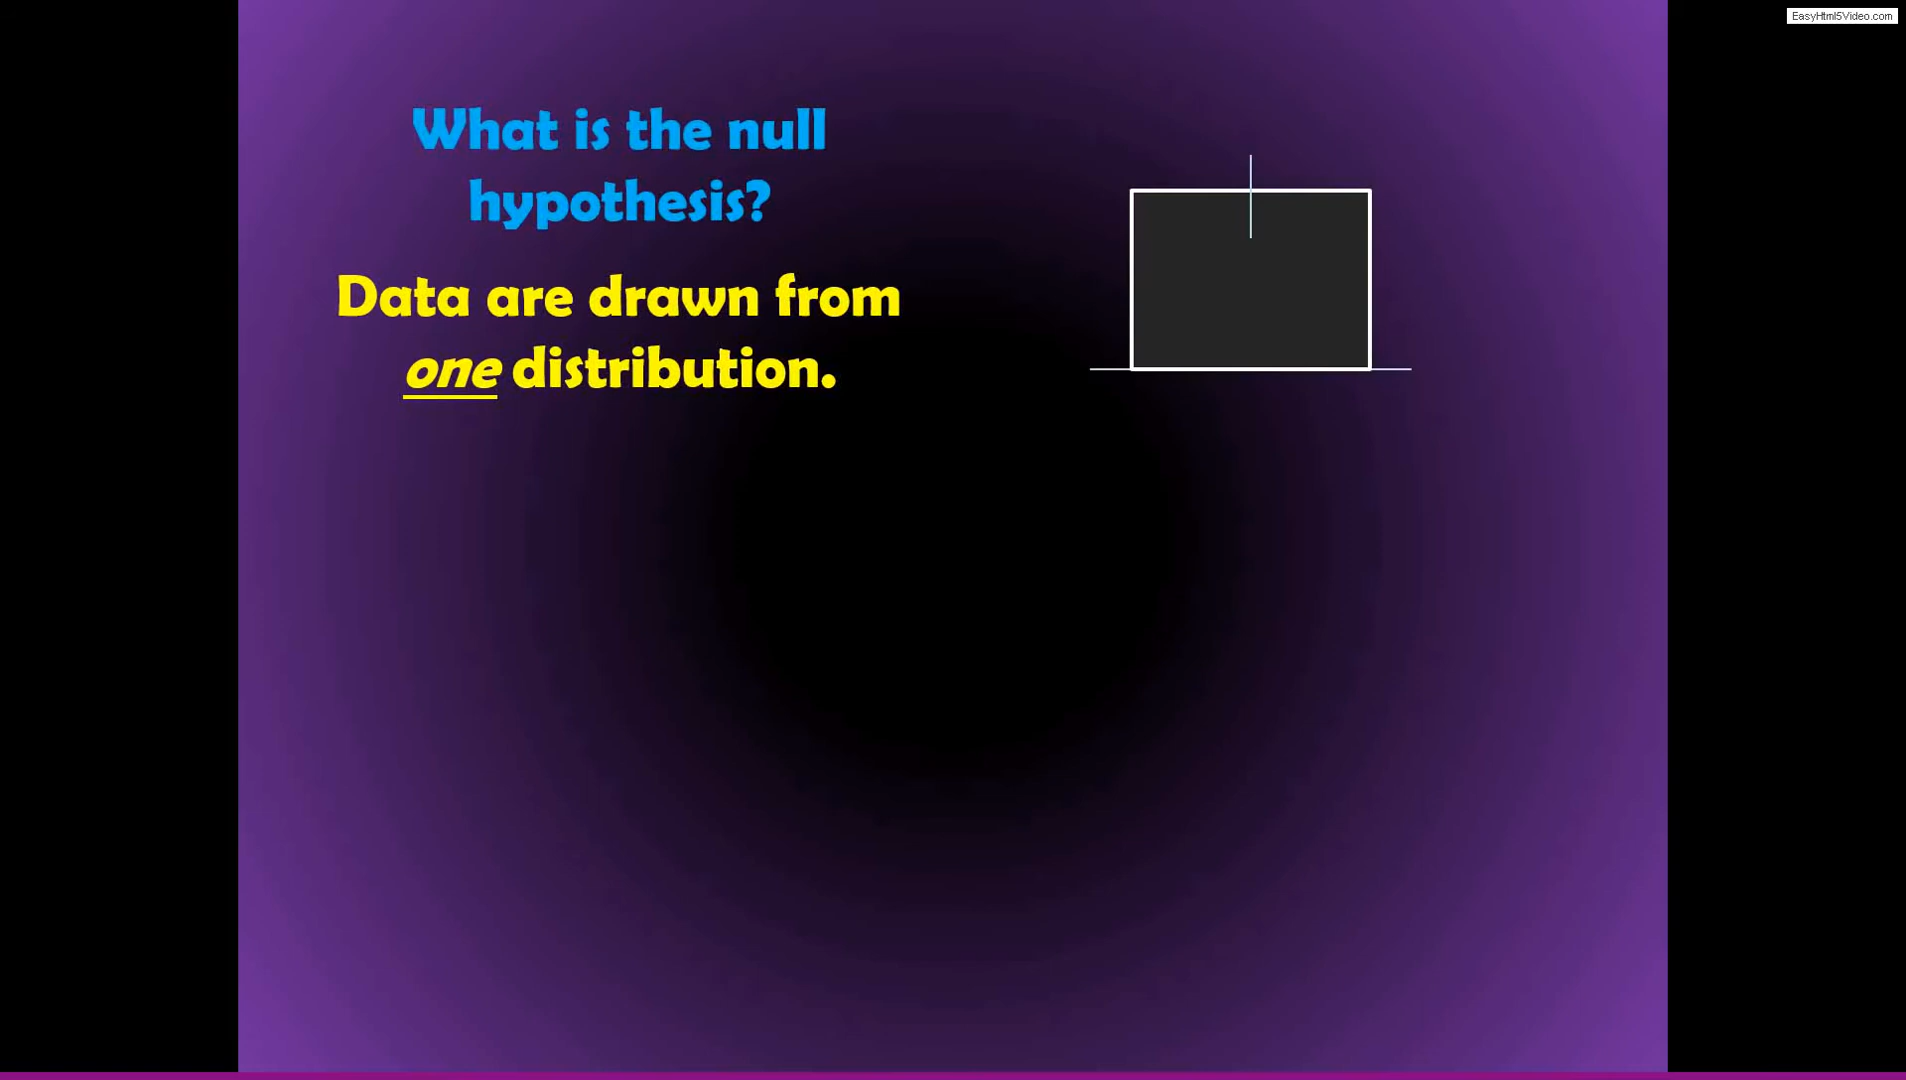 EasyHtml5Video.com
What is the null
hypothesis?
Data are drawn from
one distribution.